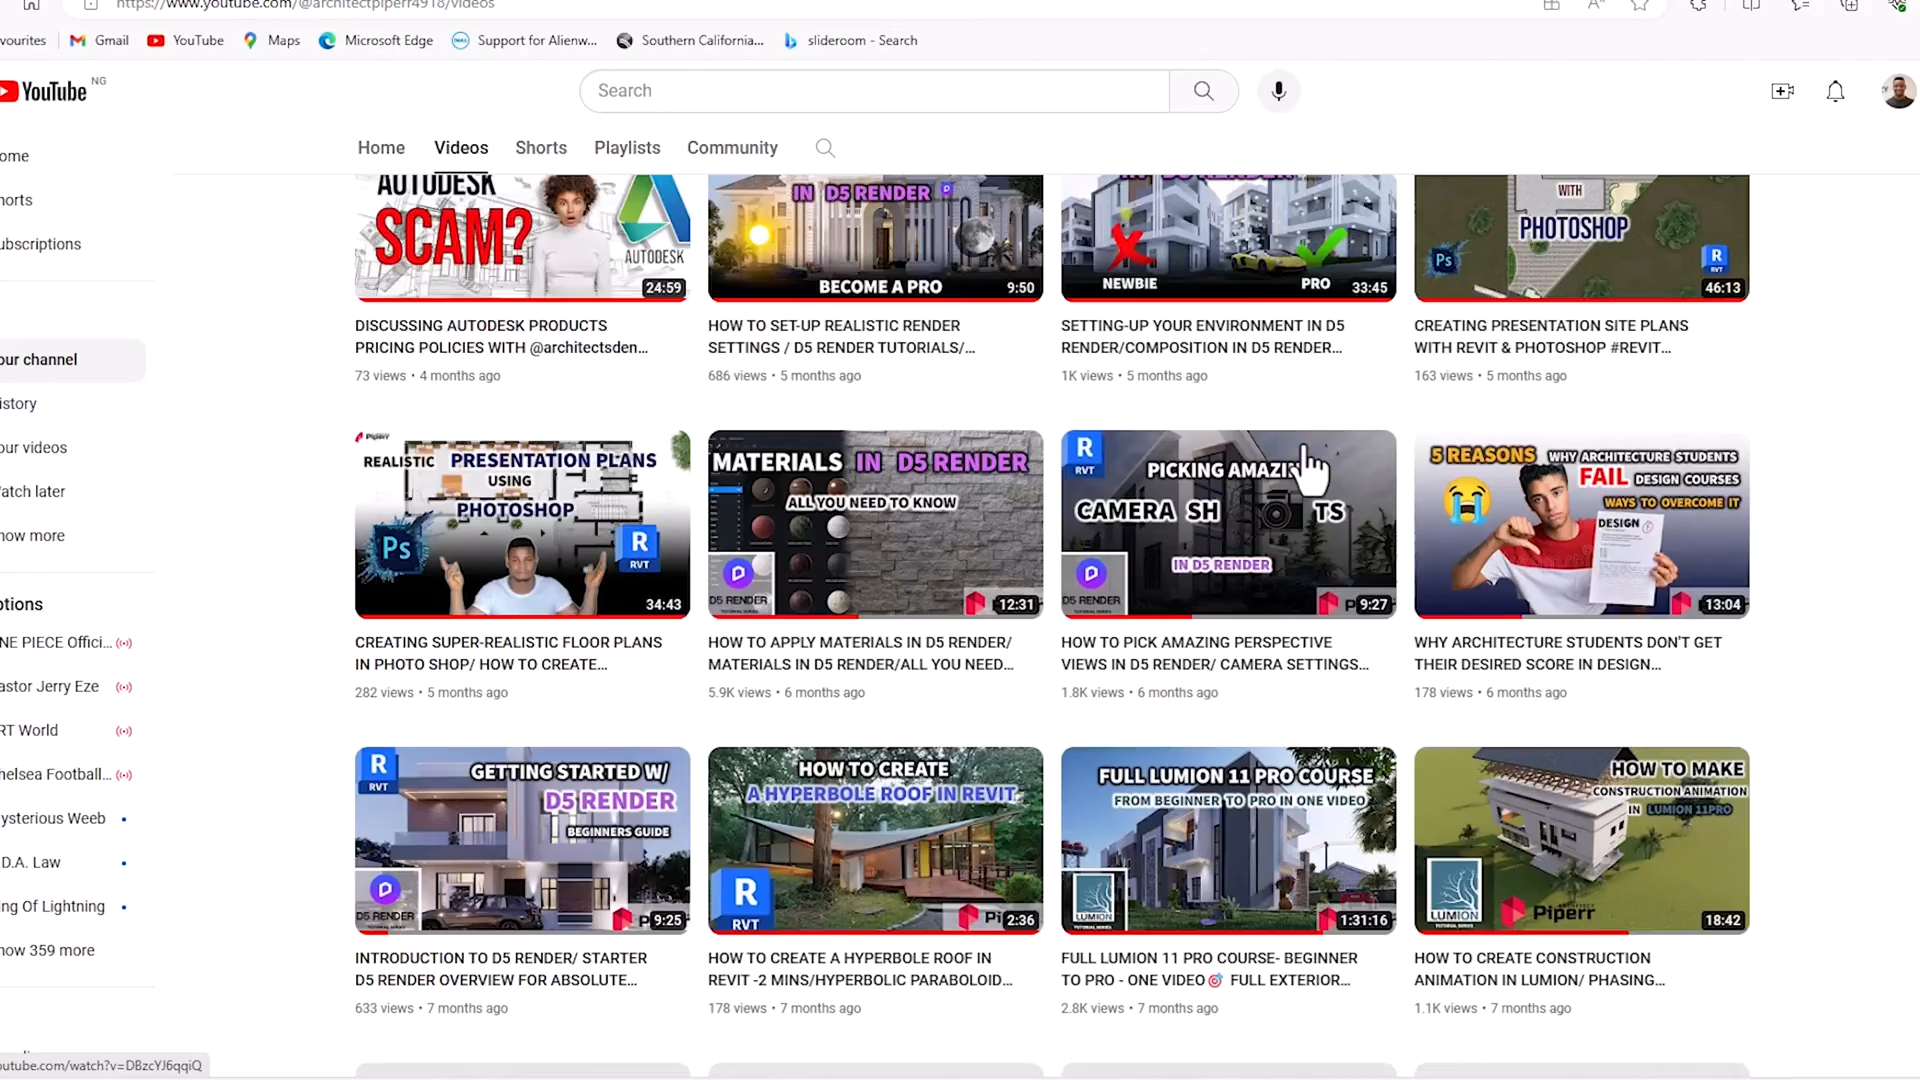 https://www.youtube.com/@architectpiperr4918/videos
vourites
Gmail
YouTube
Maps
Microsoft Edge
Support for Alienw...
Southern California...
slideroom - Search
YouTube NG
Search
Home
Videos
Shorts
Playlists
Community
ome
horts
ubscriptions
our channel
istory
our videos
atch later
how more
ptions
NE PIECE Offici...
astor Jerry Eze
RT World
helsea Football...
ysterious Weeb
.D.A. Law
ing Of Lightning
how 359 more
AUTODESK
SCAM?
AUTODESK
24:59
DISCUSSING AUTODESK PRODUCTS
PRICING POLICIES WITH @architectsden...
73 views • 4 months ago
IN D5 RENDER
BECOME A PRO
9:50
HOW TO SET-UP REALISTIC RENDER
SETTINGS / D5 RENDER TUTORIALS/...
686 views • 5 months ago
IN D5 RENDER
NEWBIE
PRO
33:45
SETTING-UP YOUR ENVIRONMENT IN D5
RENDER/COMPOSITION IN D5 RENDER...
1K views • 5 months ago
WITH
PHOTOSHOP
Ps
R
RVT
46:13
CREATING PRESENTATION SITE PLANS
WITH REVIT & PHOTOSHOP #REVIT...
163 views • 5 months ago
Piperr
REALISTIC PRESENTATION PLANS
USING
PHOTOSHOP
Ps
R
RVT
34:43
CREATING SUPER-REALISTIC FLOOR PLANS
IN PHOTO SHOP/ HOW TO CREATE...
282 views • 5 months ago
MATERIALS IN D5 RENDER
ALL YOU NEED TO KNOW
D5 RENDER
12:31
HOW TO APPLY MATERIALS IN D5 RENDER/
MATERIALS IN D5 RENDER/ALL YOU NEED...
5.9K views • 6 months ago
R
RVT
PICKING AMAZIN
CAMERA SH TS
IN D5 RENDER
D5 RENDER
P
9:27
HOW TO PICK AMAZING PERSPECTIVE
VIEWS IN D5 RENDER/ CAMERA SETTINGS...
1.8K views • 6 months ago
5 REASONS WHY ARCHITECTURE STUDENTS
FAIL DESIGN COURSES
WAYS TO OVERCOME IT
DESIGN F
13:04
WHY ARCHITECTURE STUDENTS DON'T GET
THEIR DESIRED SCORE IN DESIGN...
178 views • 6 months ago
R
RVT
GETTING STARTED W/
D5 RENDER
BEGINNERS GUIDE
D5 RENDER
P
9:25
INTRODUCTION TO D5 RENDER/ STARTER
D5 RENDER OVERVIEW FOR ABSOLUTE...
633 views • 7 months ago
HOW TO CREATE
A HYPERBOLE ROOF IN REVIT
R
RVT
Pi
2:36
HOW TO CREATE A HYPERBOLE ROOF IN
REVIT -2 MINS/HYPERBOLIC PARABOLOID...
178 views • 7 months ago
FULL LUMION 11 PRO COURSE
FROM BEGINNER TO PRO IN ONE VIDEO
LUMION
1:31:16
FULL LUMION 11 PRO COURSE- BEGINNER
TO PRO - ONE VIDEO🎯 FULL EXTERIOR...
2.8K views • 7 months ago
HOW TO MAKE
CONSTRUCTION ANIMATION
IN LUMION 11PRO
LUMION
ARCHITECT
Piperr
18:42
HOW TO CREATE CONSTRUCTION
ANIMATION IN LUMION/ PHASING...
1.1K views • 7 months ago
outube.com/watch?v=DBzcYJ6qqiQ